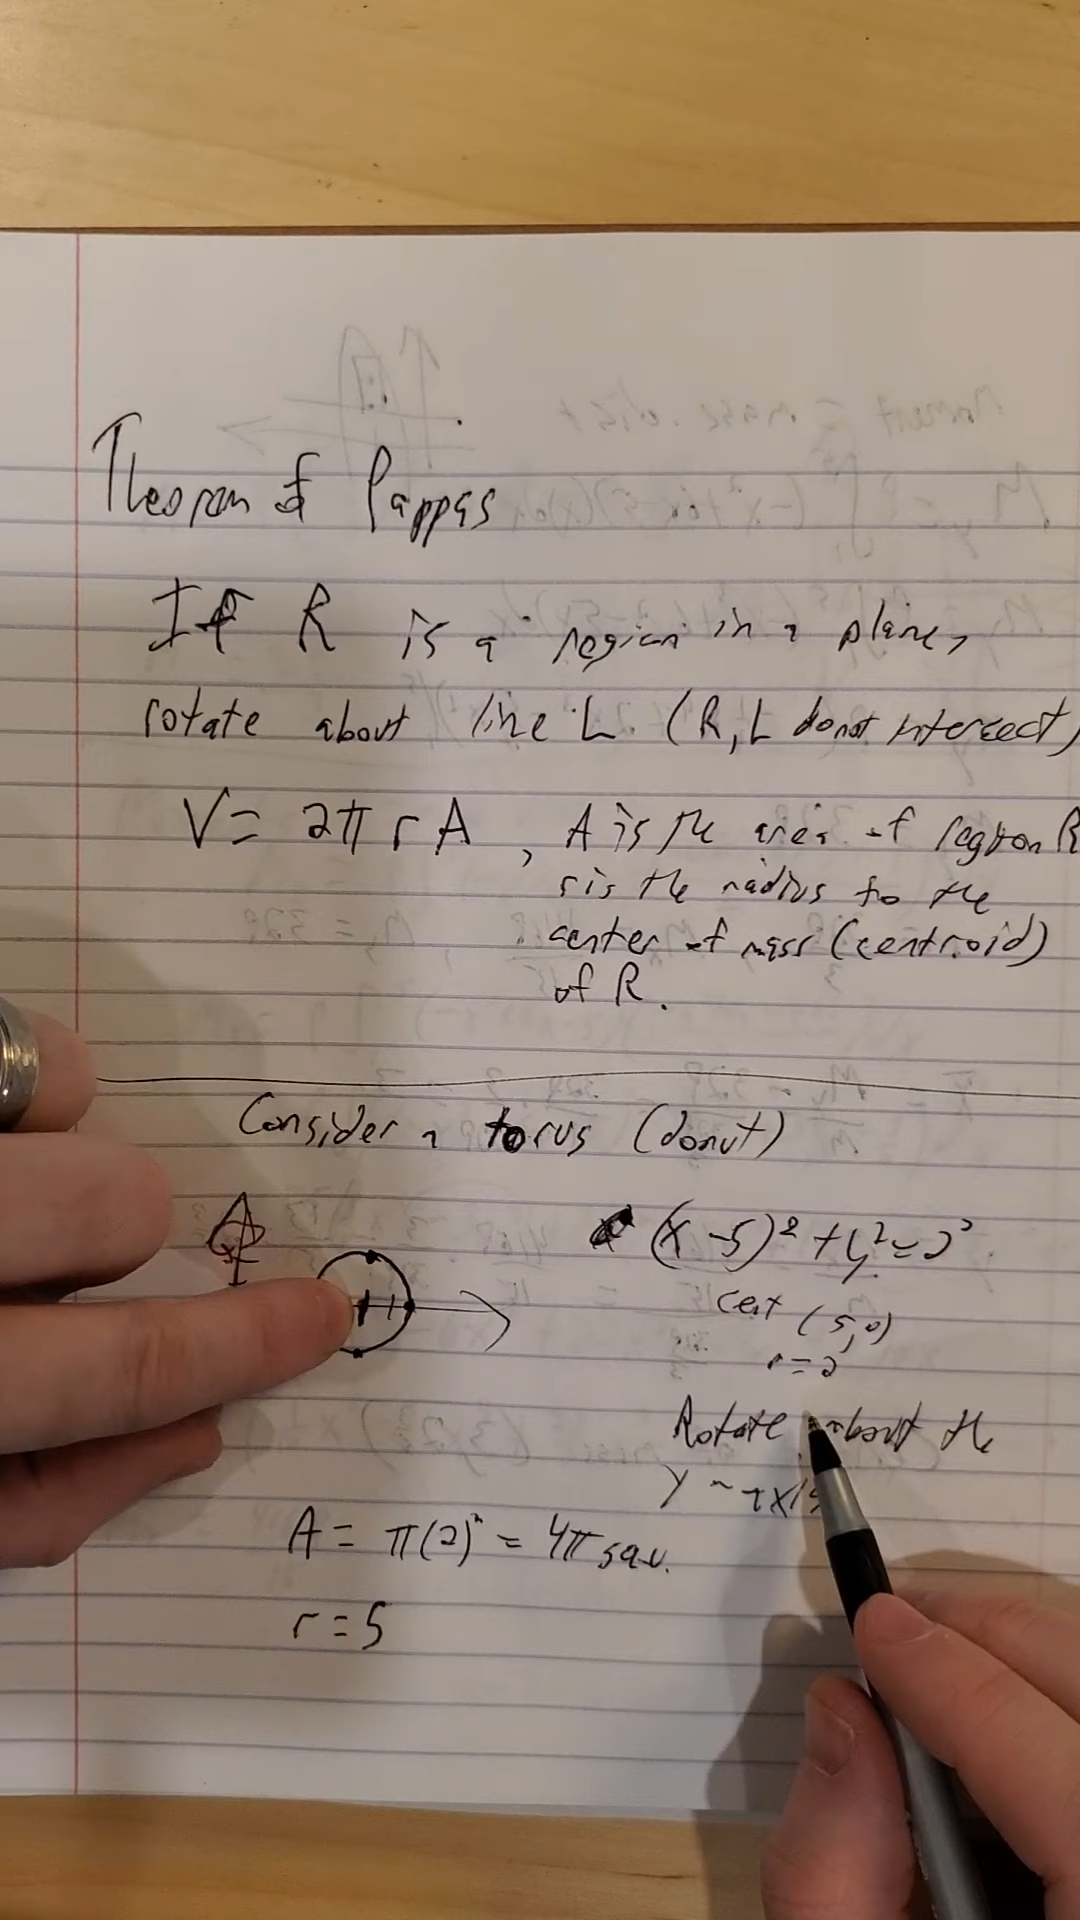 Theorem of Pappas
If R is a region in a plane,
rotate about line L. (R, L do not intersect)
V = 2π r A , A is the area of region R
r is the radius to the
center of mass (centroid)
of R.
Consider a torus (donut)
(x - 5)² + y² = 2²
cent (5,0)
r = 2
Rotate about the
y - axis
A = π(2)² = 4π squ.
r = 5